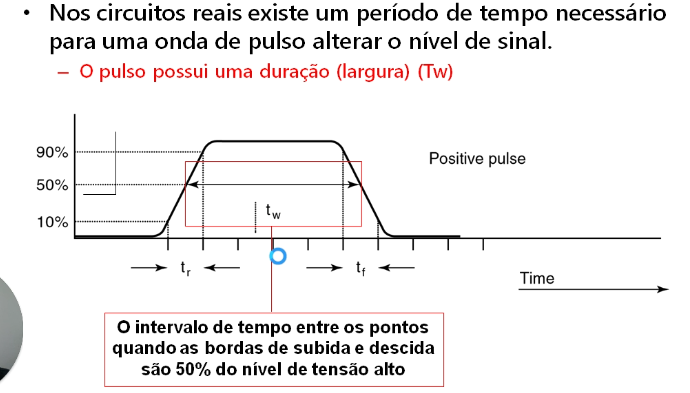 • Nos circuitos reais existe um período de tempo necessário
para uma onda de pulso alterar o nível de sinal.
– O pulso possui uma duração (largura) (Tw)
90%
Positive pulse
50%
tw
10%
tr
tf
Time
O intervalo de tempo entre os pontos
quando as bordas de subida e descida
são 50% do nível de tensão alto